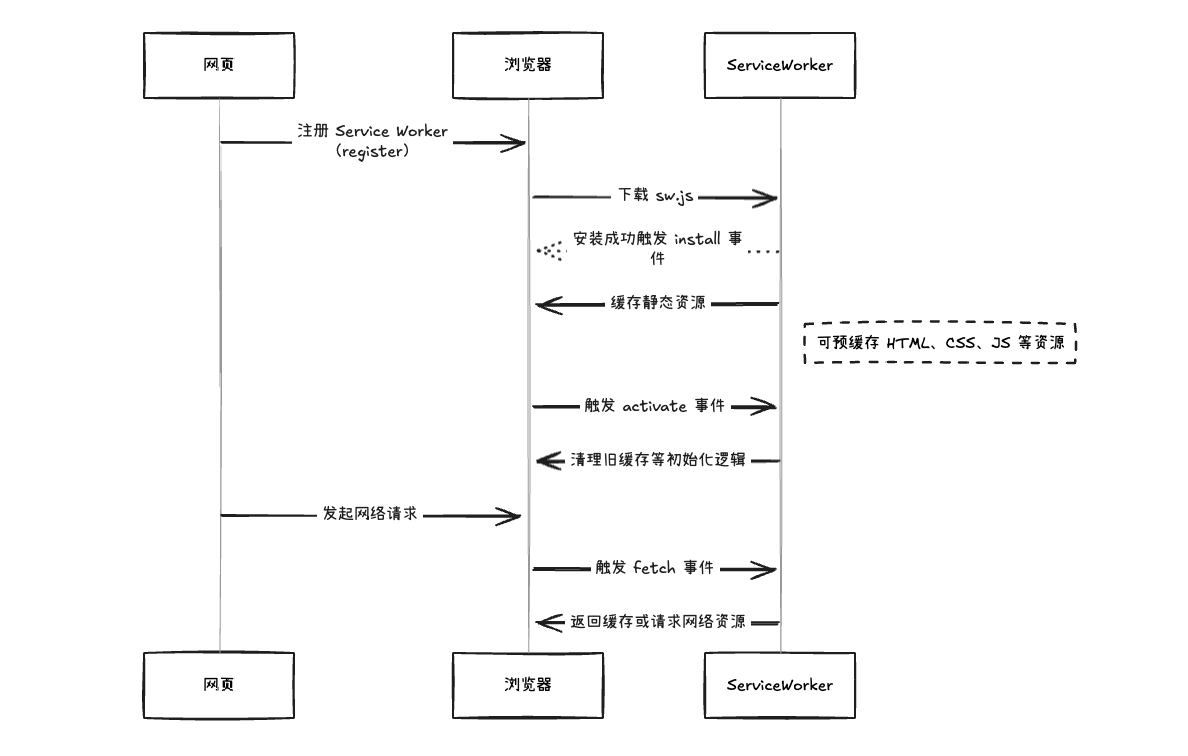 网页
浏览器
ServiceWorker
注册 Service Worker
(register)
下载 sw.js
安装成功触发 install 事
件
缓存静态资源
可预缓存 HTML、CSS、JS 等资源
触发 activate 事件
清理旧缓存等初始化逻辑
发起网络请求
触发 fetch 事件
返回缓存或请求网络资源
网页
浏览器
ServiceWorker